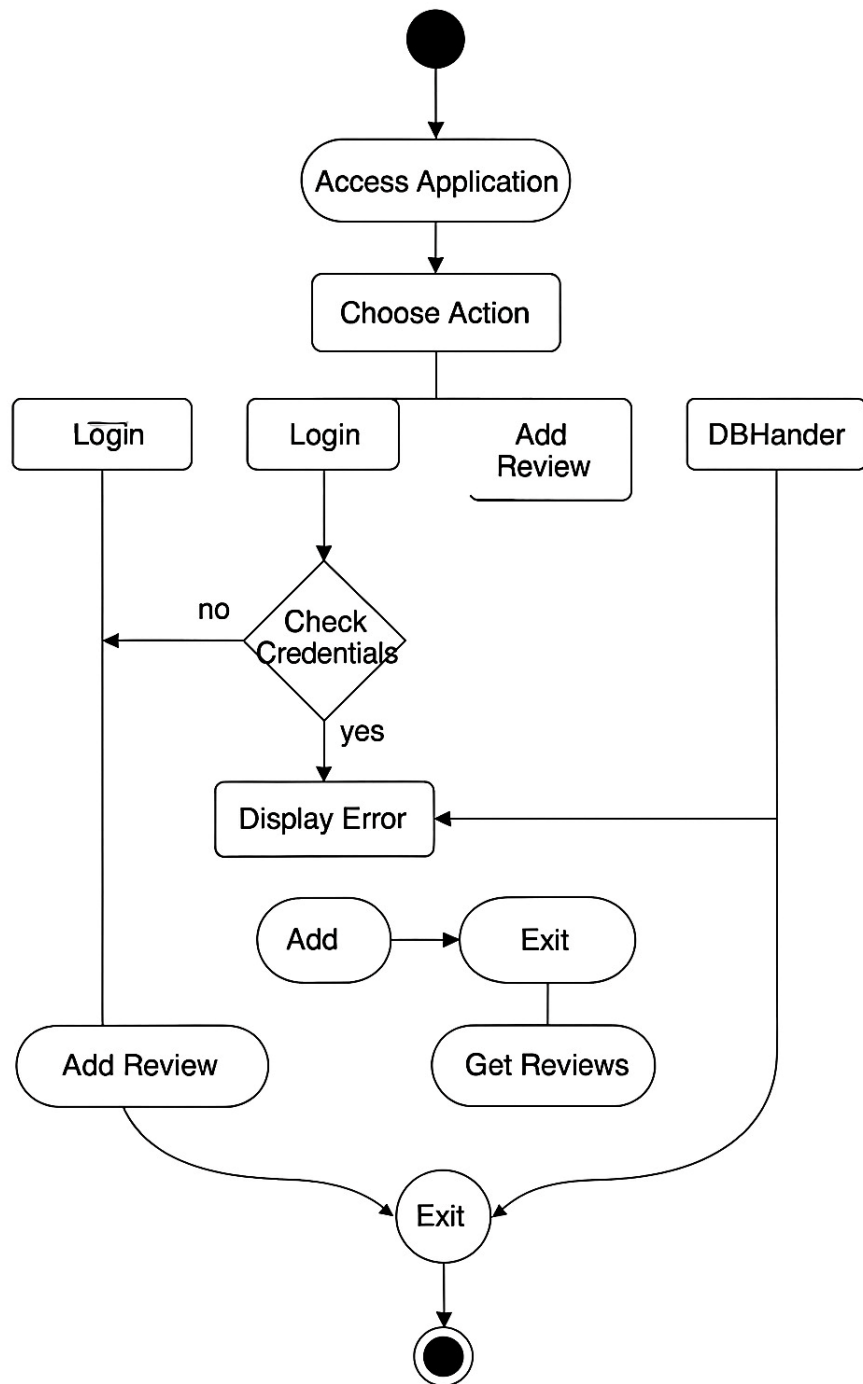 Access Application
Choose Action
Login
Login
Add
Review
DBHander
no
Check
Credentials
yes
Display Error
Add
Exit
Add Review
Get Reviews
Exit